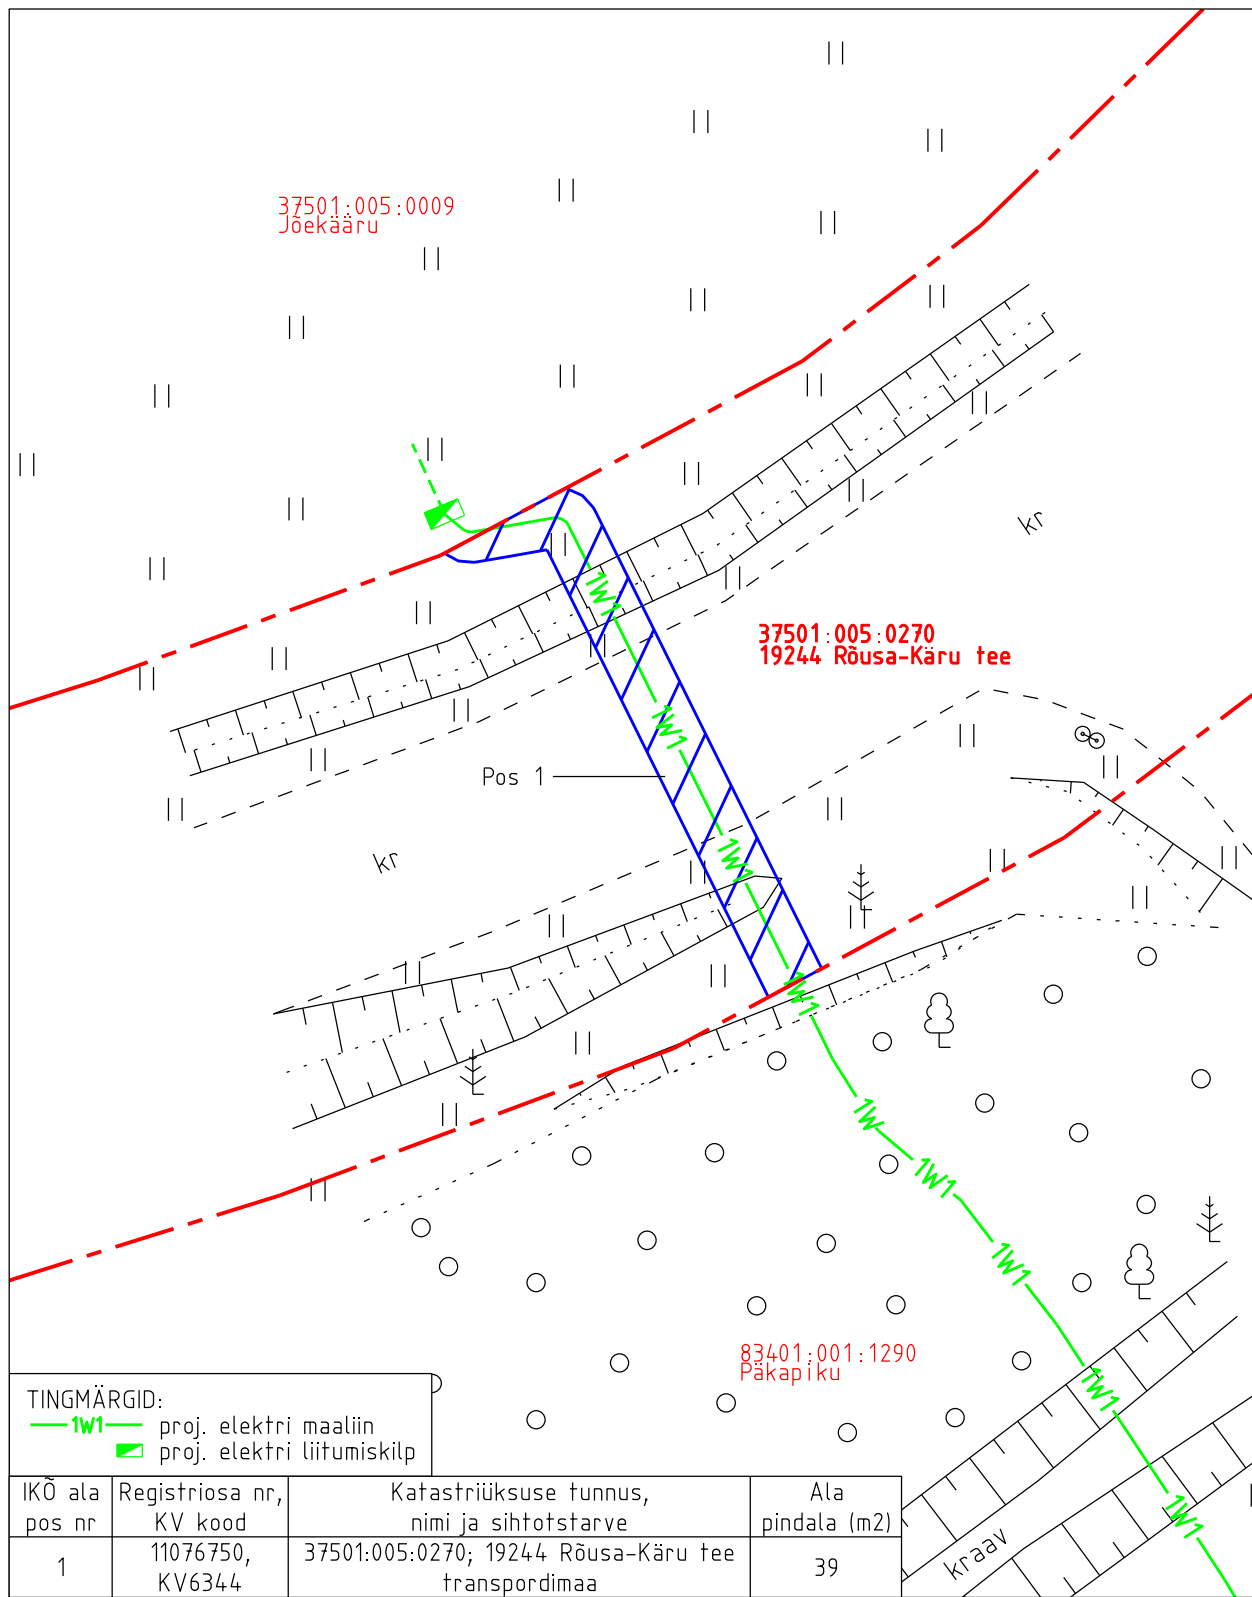 37501:005:0009
Jõekääru
kr
1W1
37501:005:0270
19244 Rõusa-Käru tee
1W1
Pos 1
kr
1W1
1W1
1W
1W1
1W1
83401:001:1290
Päkapiku
1W1
1W1
kraav
TINGMÄRGID:
1W1 proj. elektri maaliin
proj. elektri liitumiskilp
IKÕ ala pos nr
Registriosa nr, KV kood
Katastriüksuse tunnus, nimi ja sihtotstarve
Ala pindala (m2)
1
11076750, KV6344
37501:005:0270; 19244 Rõusa-Käru tee transpordimaa
39